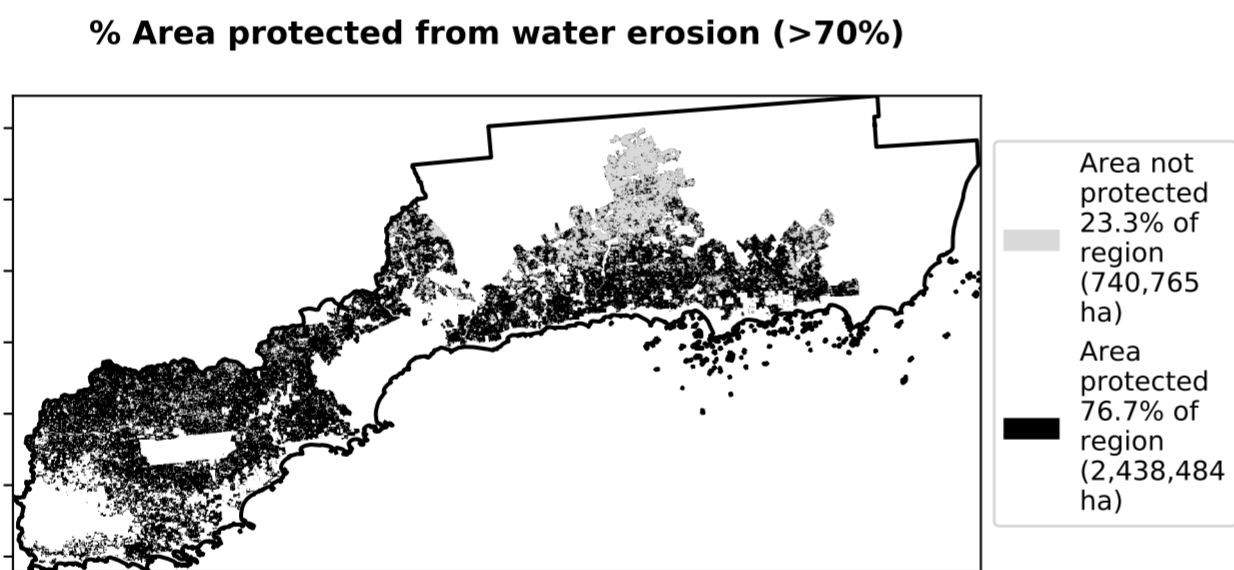 % Area protected from water erosion (>70%)
Area not
protected
23.3% of
region
(740,765
ha)
Area
protected
76.7% of
region
(2,438,484
ha)